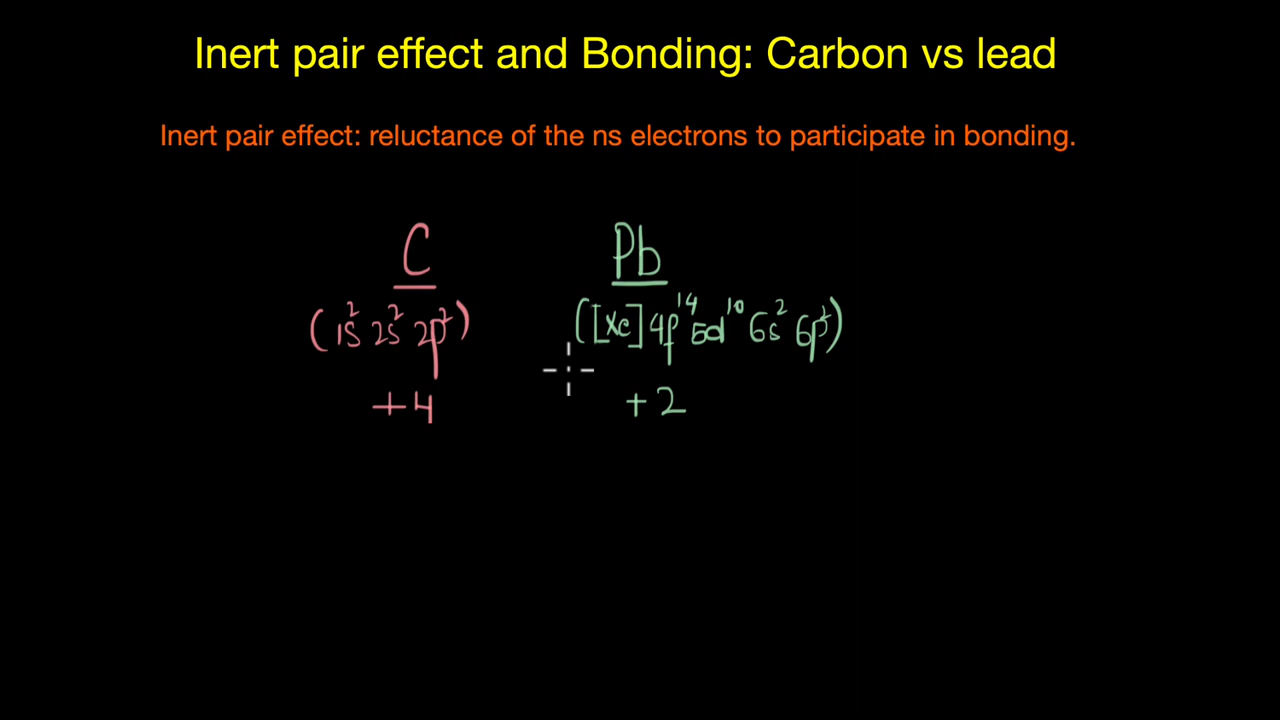 Inert pair effect and Bonding: Carbon vs lead
Inert pair effect: reluctance of the ns electrons to participate in bonding.
C Pb
(1s² 2s² 2p²) ([Xe] 4f¹⁴ 5d¹⁰ 6s² 6p²)
+4 +2